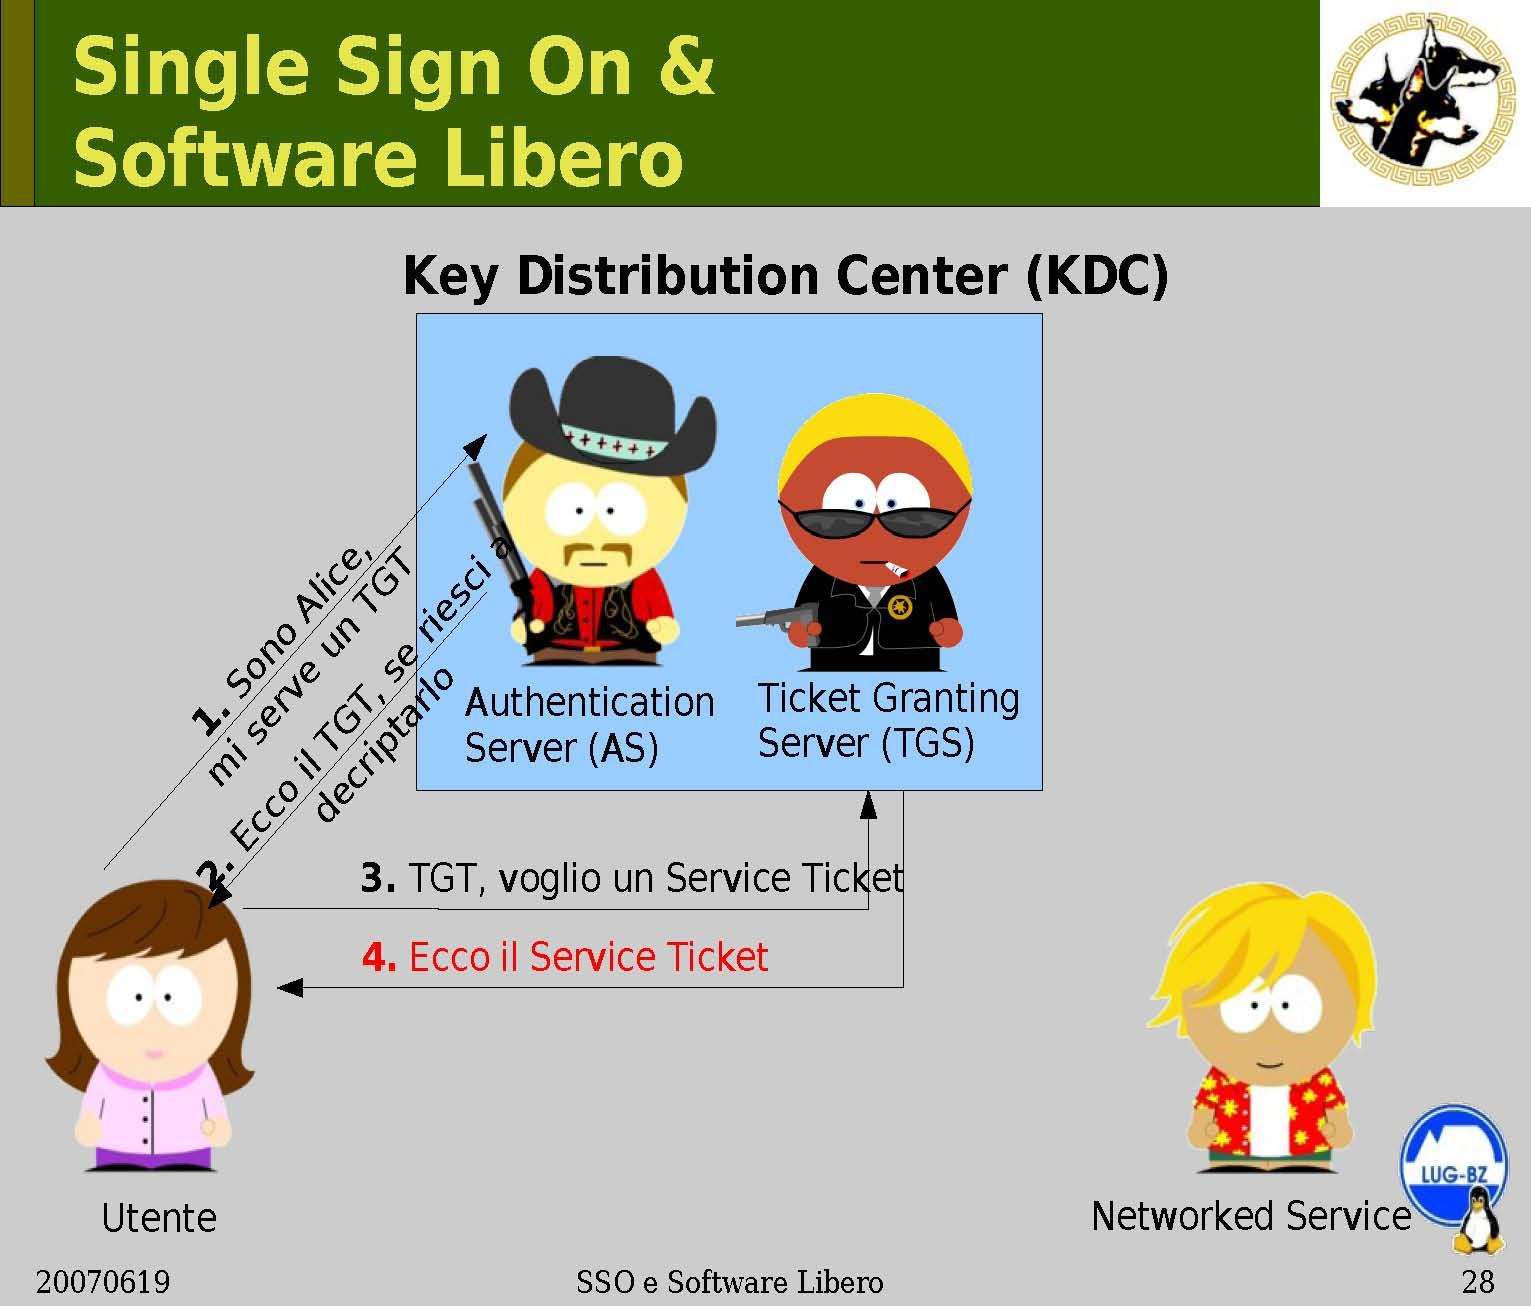 Single Sign On &
Software Libero
Key Distribution Center (KDC)
1. Sono Alice,
mi serve un TGT
2. Ecco il TGT, se riesci a
decriptarlo
Authentication
Server (AS)
Ticket Granting
Server (TGS)
3. TGT, voglio un Service Ticket
4. Ecco il Service Ticket
Utente
Networked Service
LUG-BZ
20070619
SSO e Software Libero
28